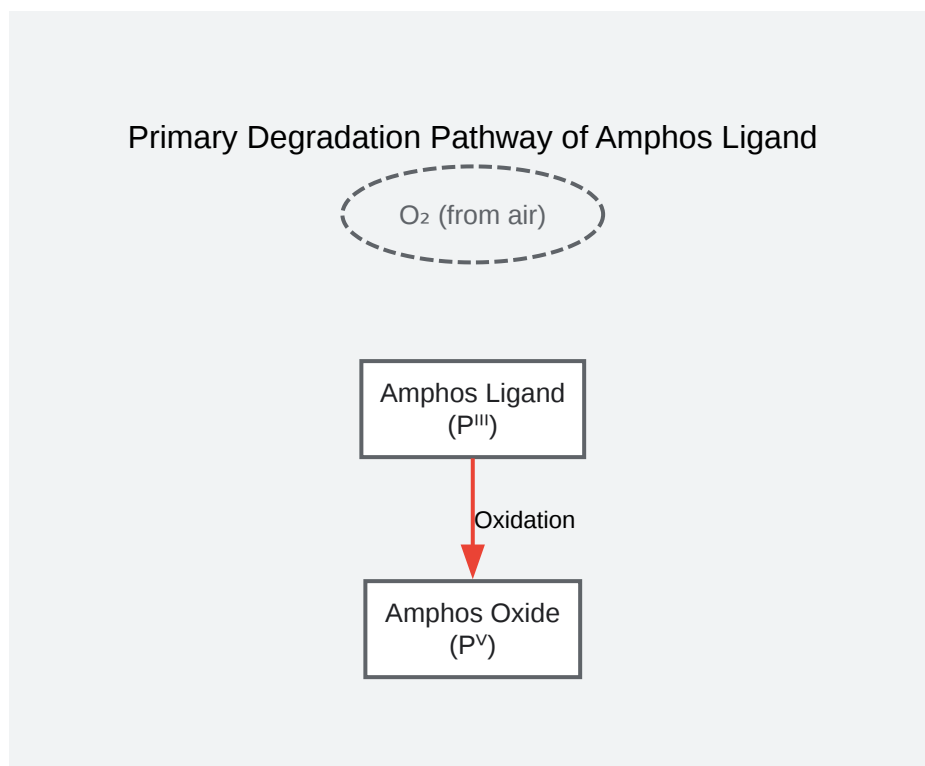 Primary Degradation Pathway of Amphos Ligand
O₂ (from air)
Amphos Ligand
(Pᴵᴵᴵ)
Oxidation
Amphos Oxide
(Pⱽ)